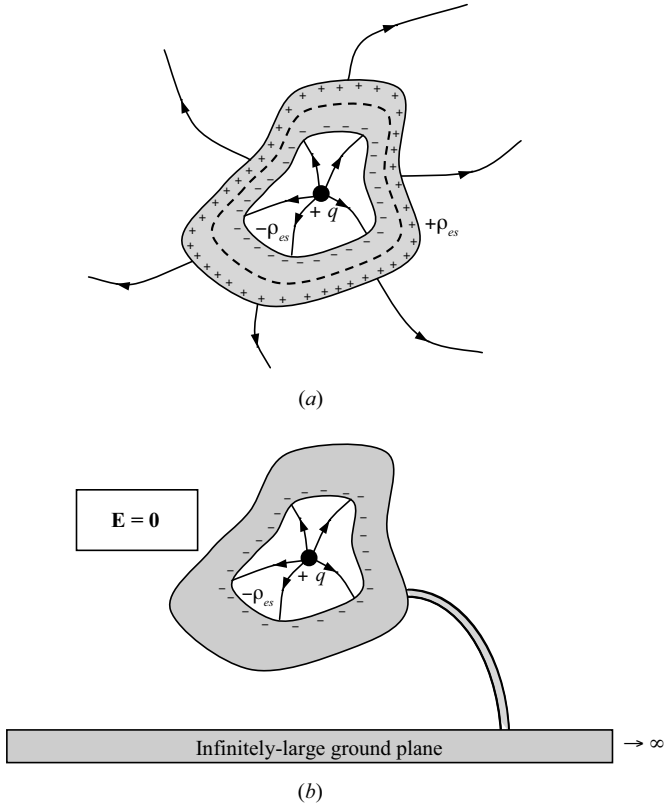 + q
−ρes
+ρes
(a)
E = 0
+ q
−ρes
Infinitely-large ground plane
→ ∞
(b)